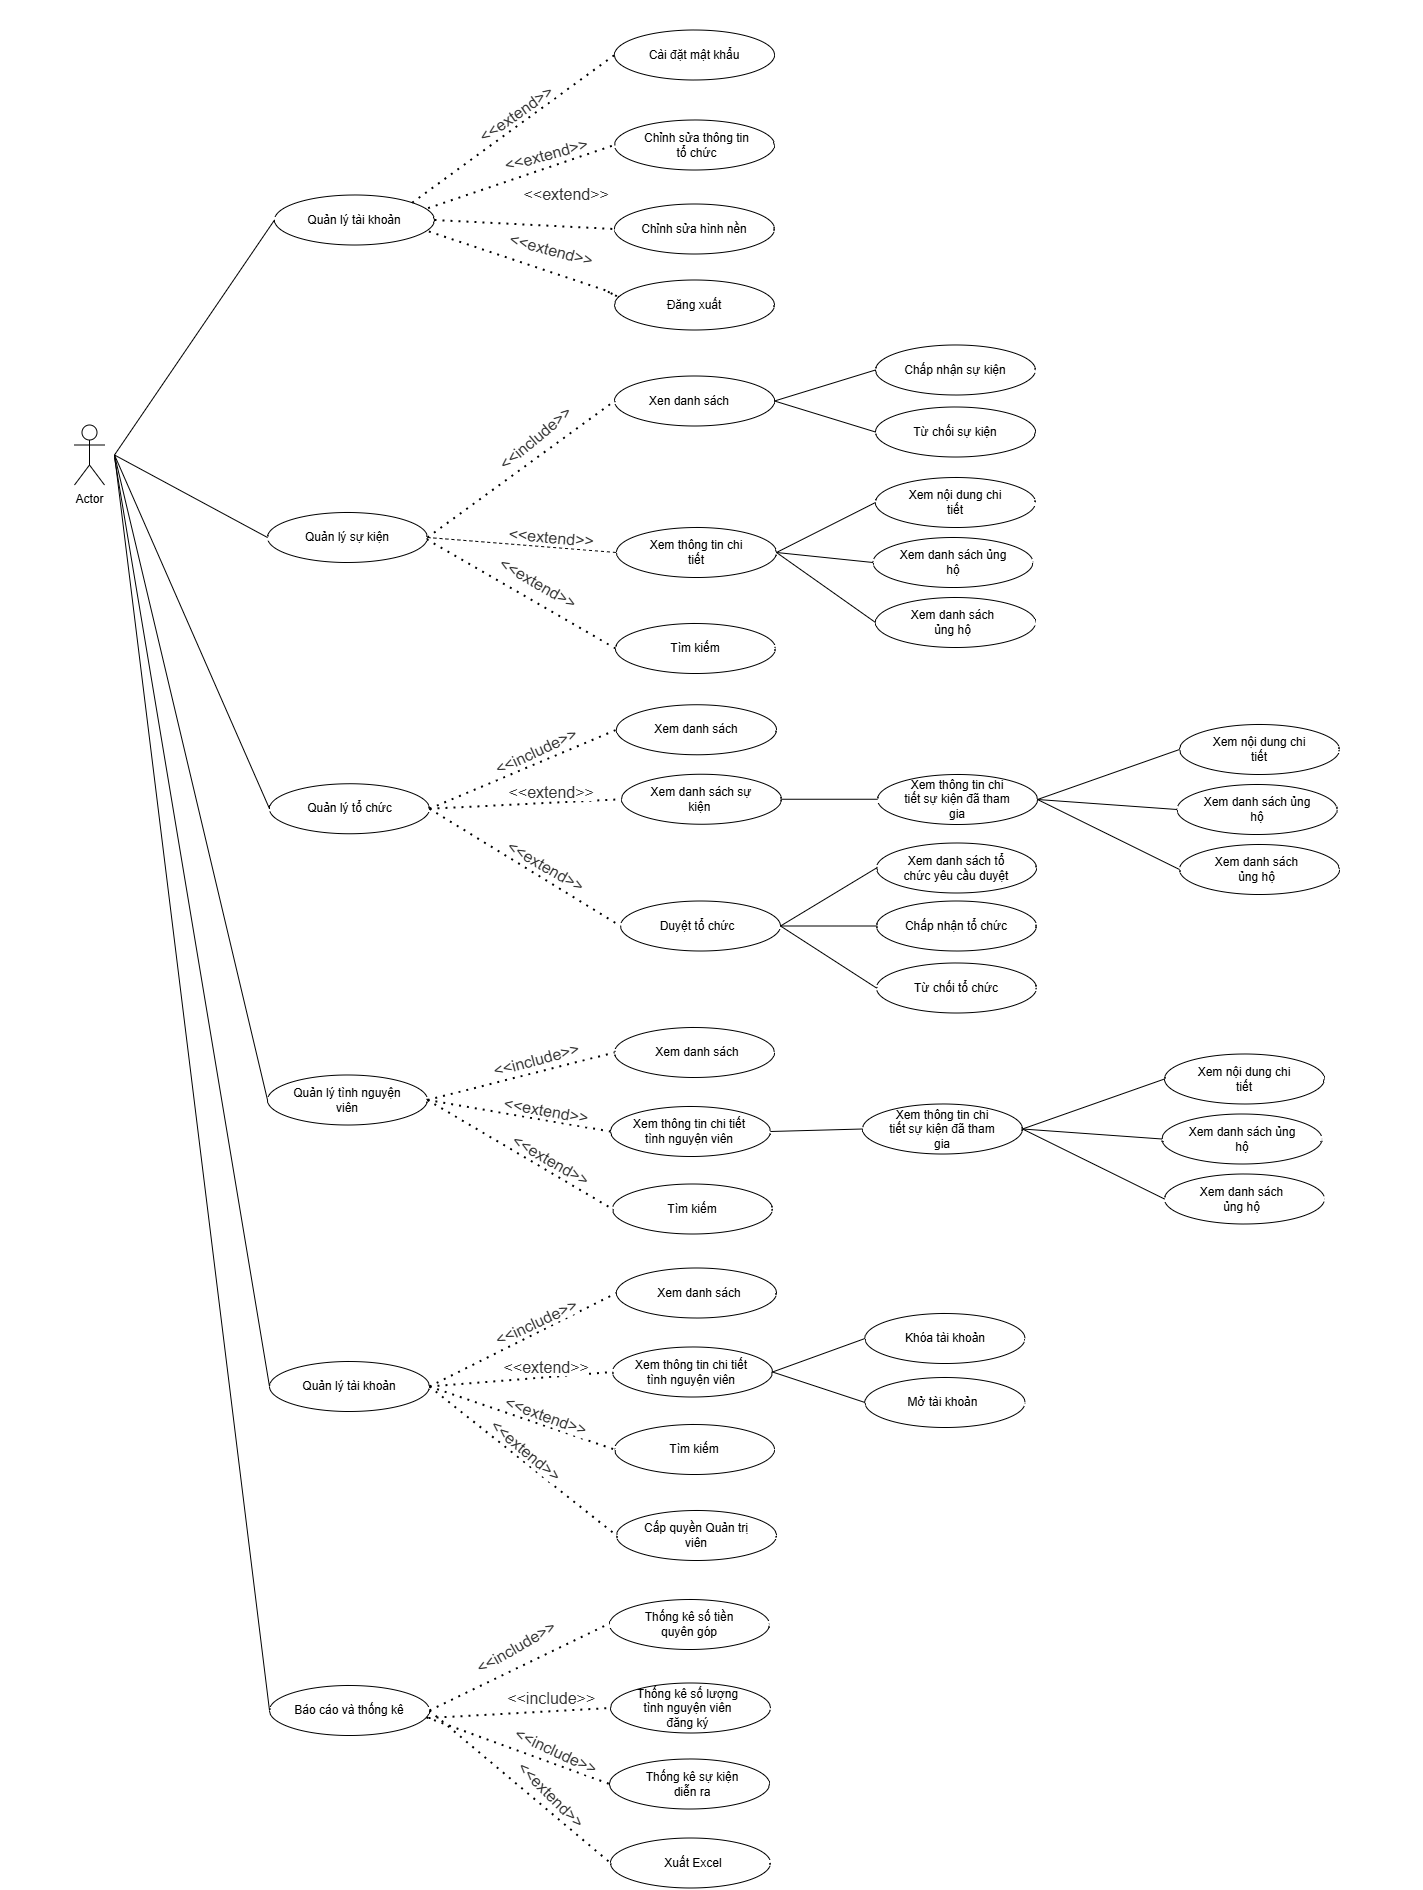 Cài đặt mật khẩu
<<extend>>
Chỉnh sửa thông tin
tổ chức
<<extend>>
<<extend>>
Quản lý tài khoản
Chỉnh sửa hình nền
<<extend>>
Đăng xuất
Actor
Quản lý sự kiện
<<include>>
Xen danh sách
Chấp nhận sự kiện
Từ chối sự kiện
<<extend>>
Xem thông tin chi
tiết
Xem nội dung chi
tiết
Xem danh sách ủng
hộ
Xem danh sách
ủng hộ
<<extend>>
Tìm kiếm
Quản lý tổ chức
<<include>>
Xem danh sách
<<extend>>
Xem danh sách sự
kiện
Xem thông tin chi
tiết sự kiện đã tham
gia
Xem nội dung chi
tiết
Xem danh sách ủng
hộ
Xem danh sách
ủng hộ
<<extend>>
Duyệt tổ chức
Xem danh sách tổ
chức yêu cầu duyệt
Chấp nhận tổ chức
Từ chối tổ chức
Quản lý tình nguyện
viên
<<include>>
Xem danh sách
<<extend>>
Xem thông tin chi tiết
tình nguyện viên
Xem thông tin chi
tiết sự kiện đã tham
gia
Xem nội dung chi
tiết
Xem danh sách ủng
hộ
Xem danh sách
ủng hộ
<<extend>>
Tìm kiếm
Quản lý tài khoản
<<include>>
Xem danh sách
<<extend>>
Xem thông tin chi tiết
tình nguyện viên
Khóa tài khoản
Mở tài khoản
<<extend>>
Tìm kiếm
<<extend>>
Cấp quyền Quản trị
viên
Báo cáo và thống kê
<<include>>
Thống kê số tiền
quyên góp
<<include>>
Thống kê số lượng
tình nguyện viên
đăng ký
<<include>>
Thống kê sự kiện
diễn ra
<<extend>>
Xuất Excel